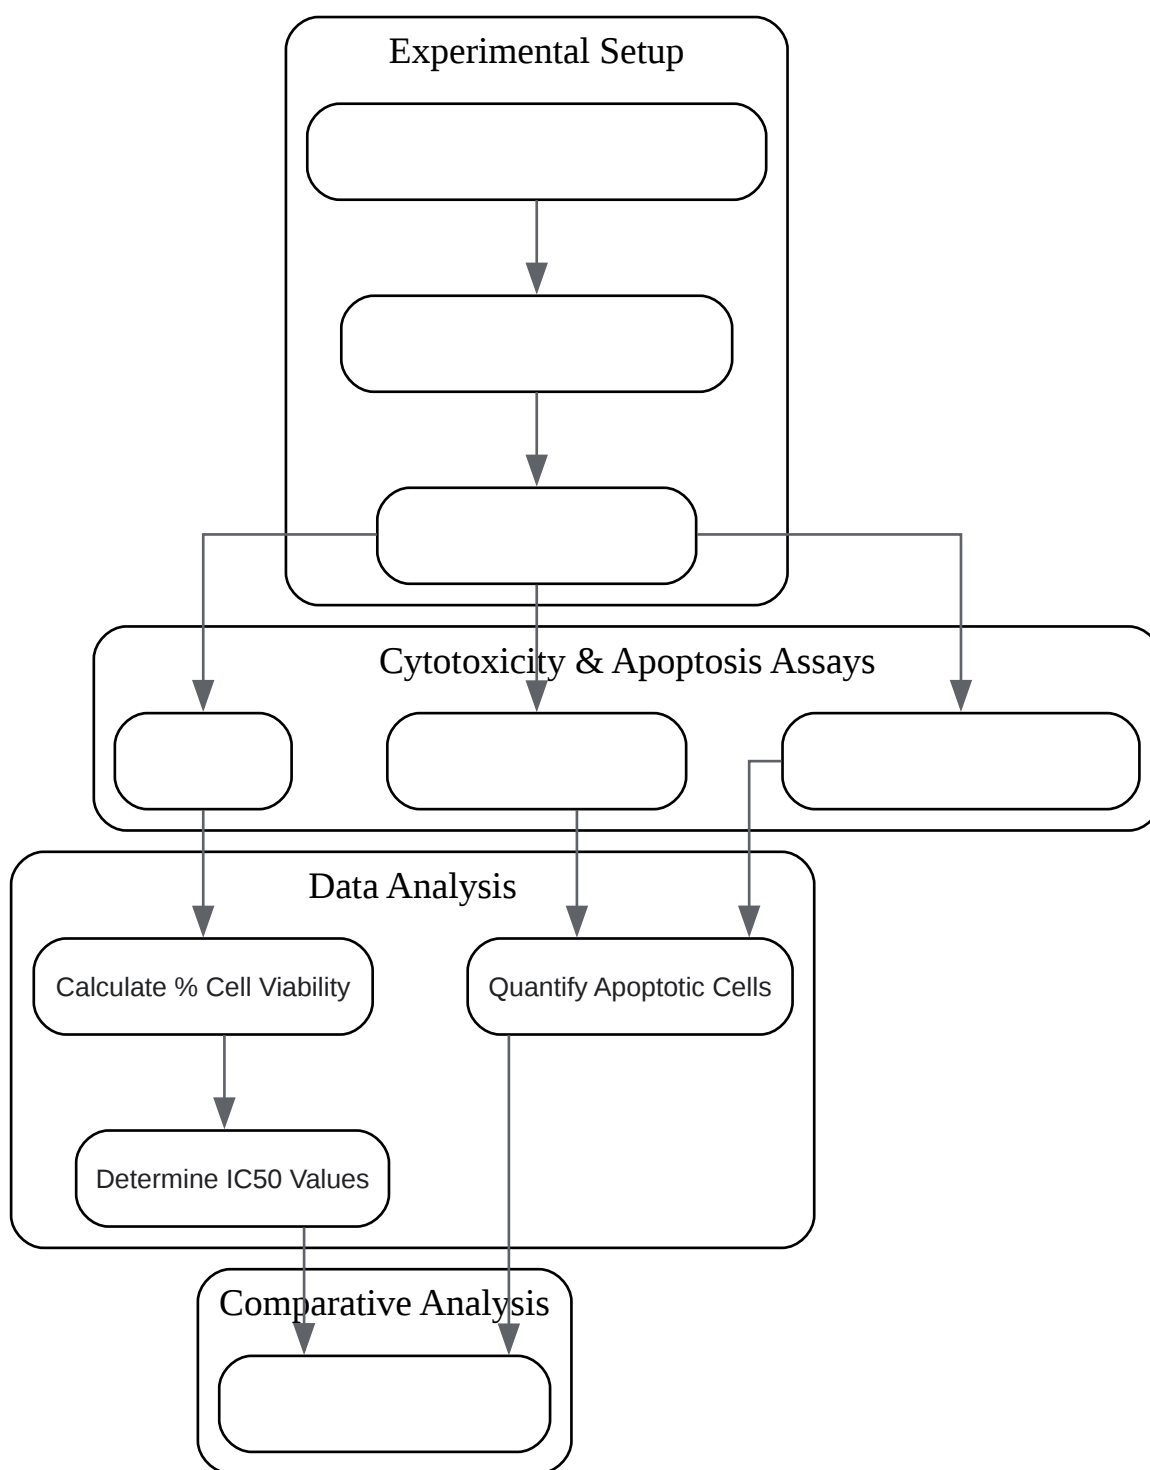 Experimental Setup
Cytotoxicity & Apoptosis Assays
Data Analysis
Calculate % Cell Viability
Quantify Apoptotic Cells
Determine IC50 Values
Comparative Analysis